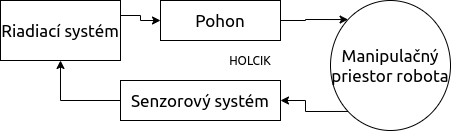 Riadiací systém
Pohon
HOLCIK
Manipulačný
priestor robota
Senzorový systém